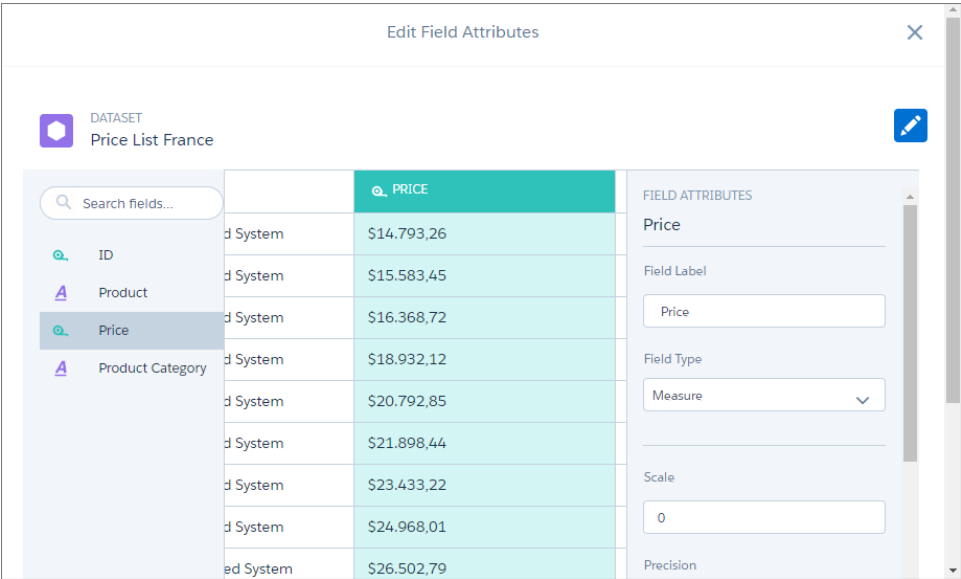 Edit Field Attributes
DATASET
Price List France
Search fields...
ID
Product
Price
Product Category
PRICE
d System $14.793,26
d System $15.583,45
d System $16.368,72
d System $18.932,12
d System $20.792,85
d System $21.898,44
d System $23.433,22
d System $24.968,01
ed System $26.502,79
FIELD ATTRIBUTES
Price
Field Label
Price
Field Type
Measure
Scale
0
Precision